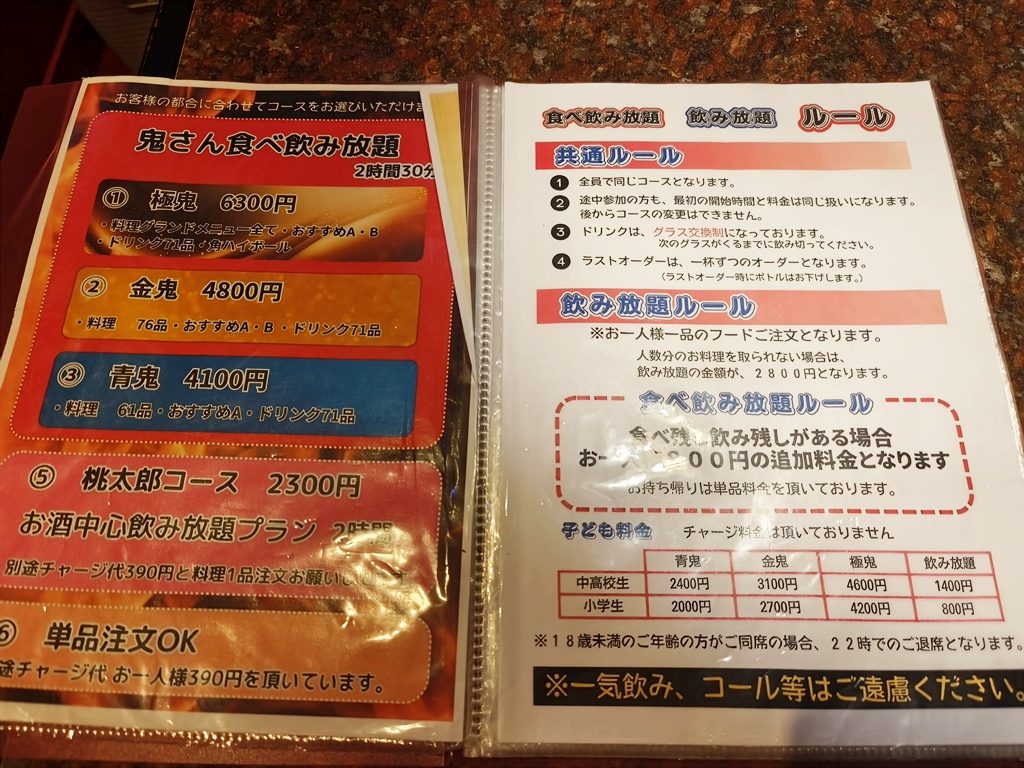 お客様の都合に合わせてコースをお選びいただけま
鬼さん食べ飲み放題
2時間30分
① 極鬼 6300円
・料理グランドメニュー全て・おすすめA・B
・ドリンク71品・角ハイボール
② 金鬼 4800円
・料理 76品・おすすめA・B・ドリンク71品
③ 青鬼 4100円
・料理 61品・おすすめA・ドリンク71品
⑤ 桃太郎コース 2300円
お酒中心飲み放題プラン 2時間
別途チャージ代390円と料理1品注文お願いし
⑥ 単品注文OK
途チャージ代 お一人様390円を頂いています。
食べ飲み放題 飲み放題 ルール
共通ルール
1 全員で同じコースとなります。
2 途中参加の方も、最初の開始時間と料金は同じ扱いになります。
後からコースの変更はできません。
3 ドリンクは、グラス交換制になっております。
次のグラスがくるまでに飲み切ってください。
4 ラストオーダーは、一杯ずつのオーダーとなります。
（ラストオーダー時にボトルはお下げします。）
飲み放題ルール
※お一人様一品のフードご注文となります。
人数分のお料理を取られない場合は、
飲み放題の金額が、2800円となります。
食べ飲み放題ルール
食べ残し飲み残しがある場合
お一人 00円の追加料金となります
お持ち帰りは単品料金を頂いております。
子ども料金 チャージ料金は頂いておりません
青鬼 金鬼 極鬼 飲み放題
中高校生 2400円 3100円 4600円 1400円
小学生 2000円 2700円 4200円 800円
※18歳未満のご年齢の方がご同席の場合、22時でのご退席となります。
※一気飲み、コール等はご遠慮ください。